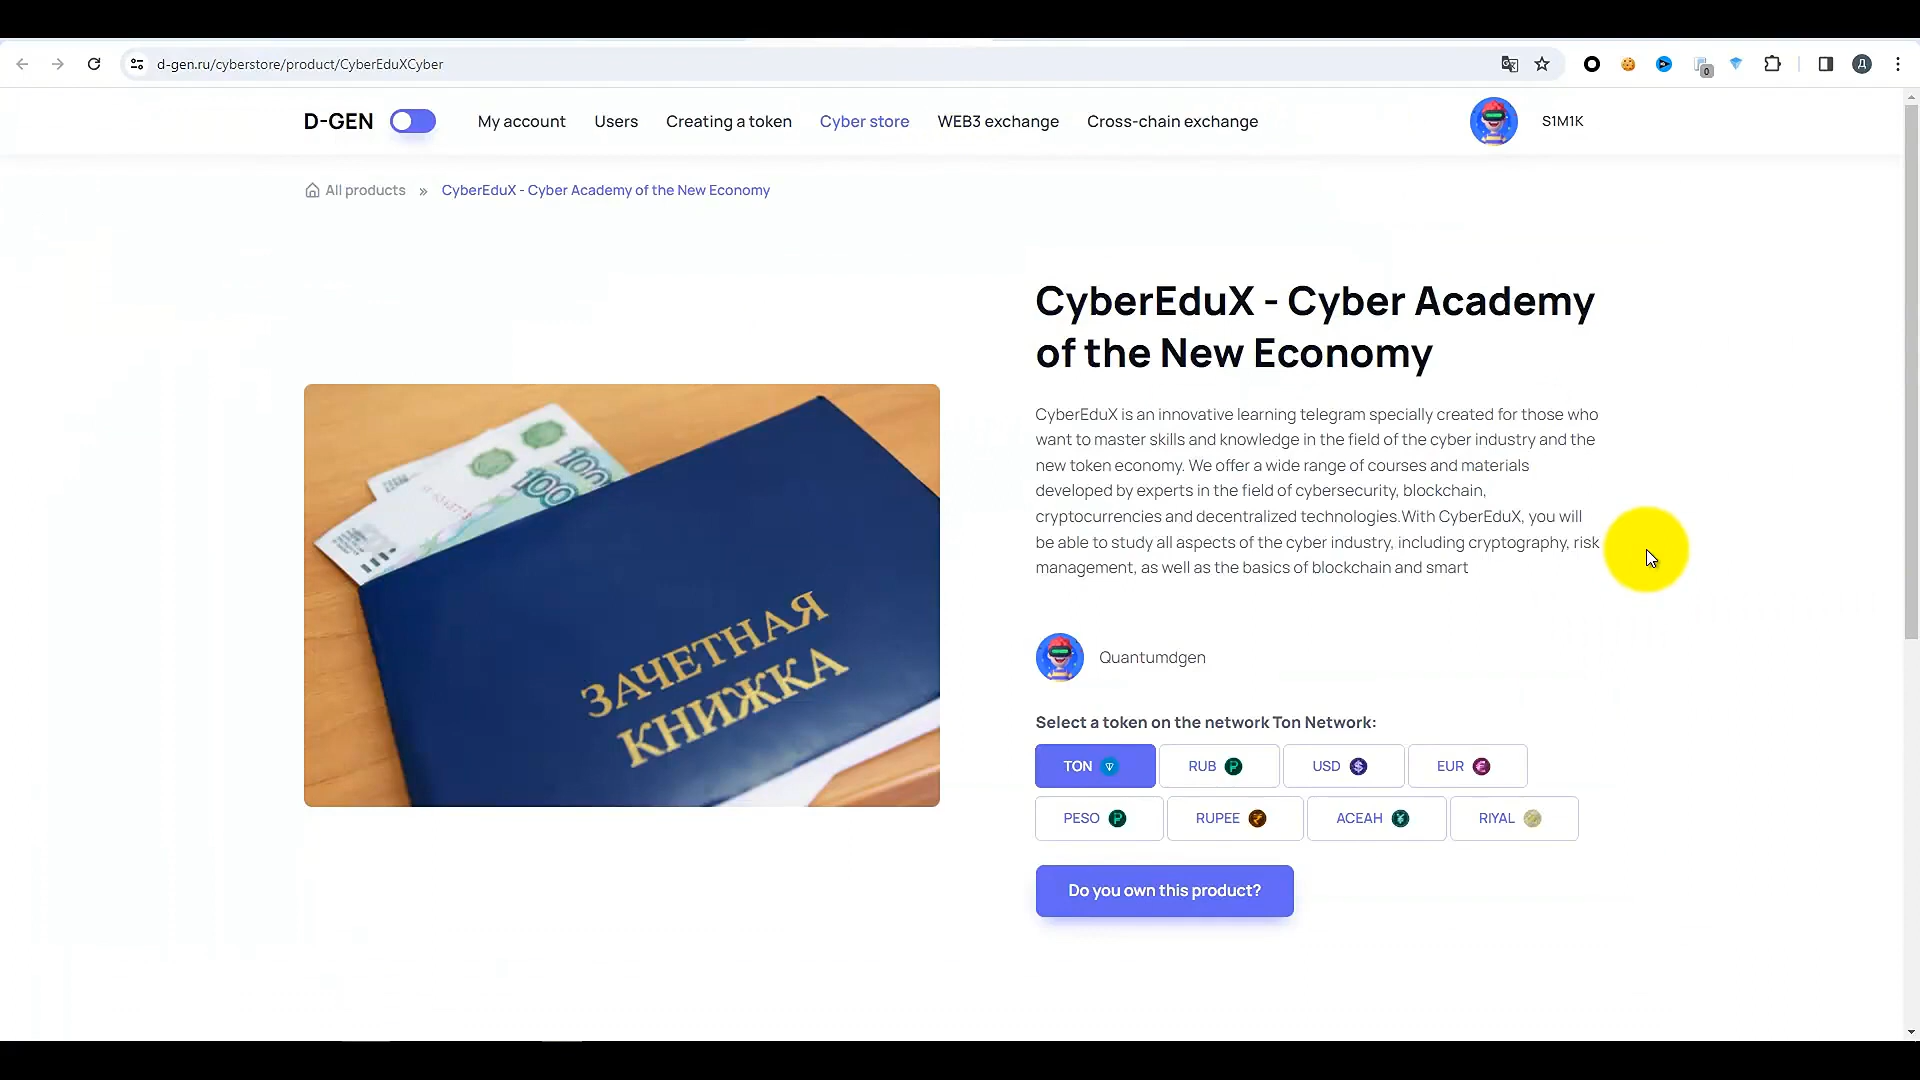 d-gen.ru/cyberstore/product/CyberEduXCyber
0
Д
D-GEN
My account
Users
Creating a token
Cyber store
WEB3 exchange
Cross-chain exchange
S1M1K
All products » CyberEduX - Cyber Academy of the New Economy
CyberEduX - Cyber Academy
of the New Economy
CyberEduX is an innovative learning telegram specially created for those who
want to master skills and knowledge in the field of the cyber industry and the
new token economy. We offer a wide range of courses and materials
developed by experts in the field of cybersecurity, blockchain,
cryptocurrencies and decentralized technologies.With CyberEduX, you will
be able to study all aspects of the cyber industry, including cryptography, risk
management, as well as the basics of blockchain and smart
ЗАЧЕТНАЯ
КНИЖКА
Quantumdgen
Select a token on the network Ton Network:
TON
RUB
USD
EUR
PESO
RUPEE
ACEAH
RIYAL
Do you own this product?